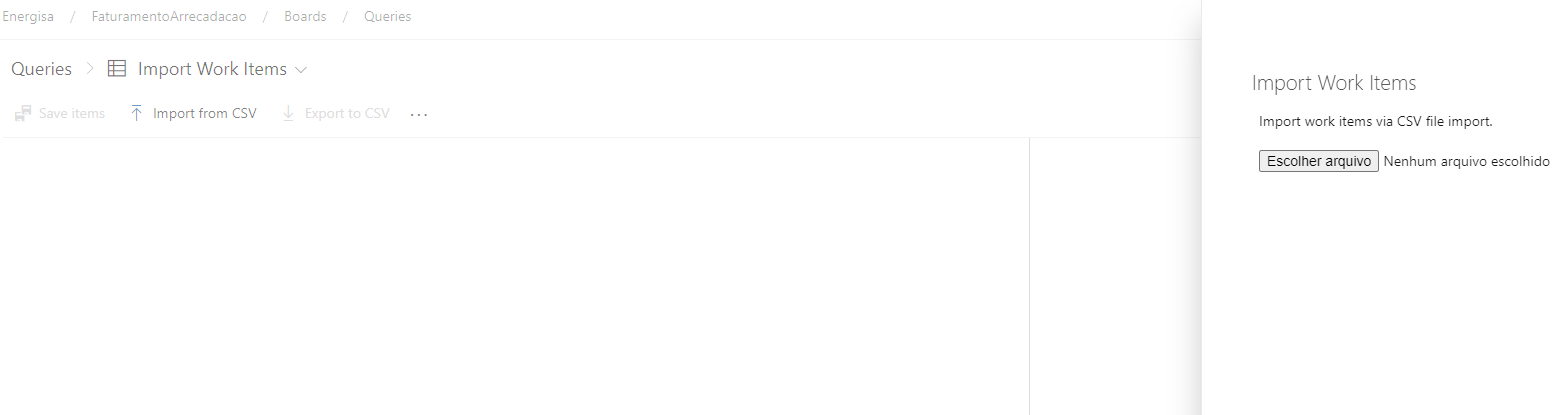 Energisa / FaturamentoArrecadacao / Boards / Queries
Queries > Import Work Items
Save items Import from CSV Export to CSV ...
Import Work Items
Import work items via CSV file import.
Escolher arquivo Nenhum arquivo escolhido